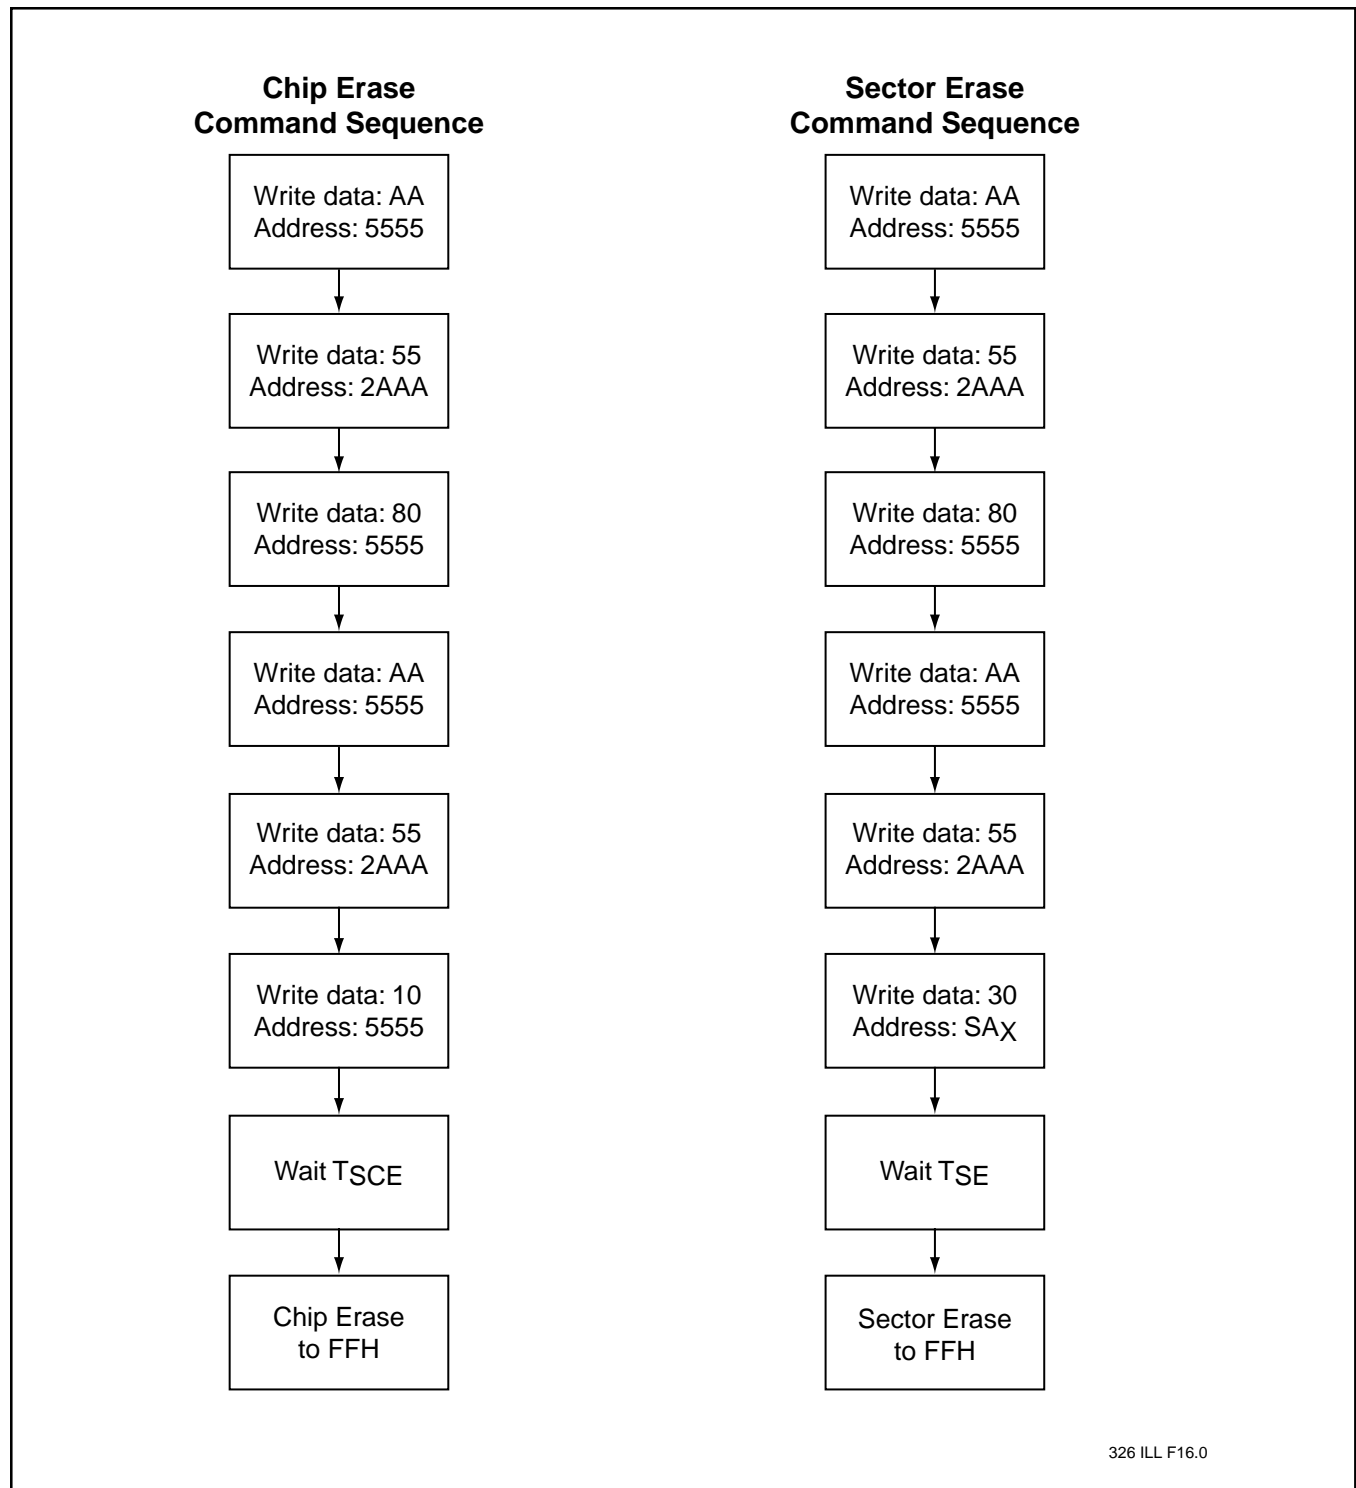 Chip Erase
Command Sequence
Write data: AA
Address: 5555
Write data: 55
Address: 2AAA
Write data: 80
Address: 5555
Write data: AA
Address: 5555
Write data: 55
Address: 2AAA
Write data: 10
Address: 5555
Wait TSCE
Chip Erase
to FFH
Sector Erase
Command Sequence
Write data: AA
Address: 5555
Write data: 55
Address: 2AAA
Write data: 80
Address: 5555
Write data: AA
Address: 5555
Write data: 55
Address: 2AAA
Write data: 30
Address: SAX
Wait TSE
Sector Erase
to FFH
326 ILL F16.0